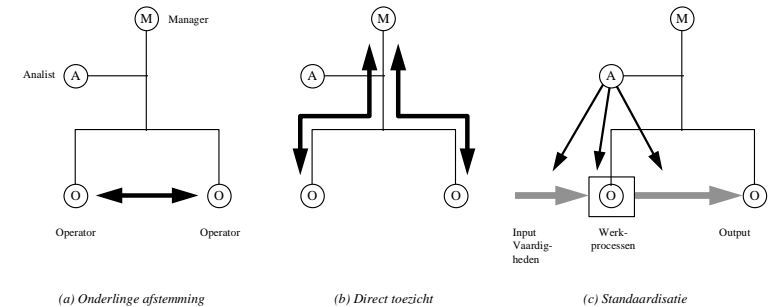 M Manager
Analist A
O O
Operator Operator
(a) Onderlinge afstemming
M
A
O O
(b) Direct toezicht
M
A
O O
Input
Vaardig-
heden
Werk-
processen
Output
(c) Standaardisatie